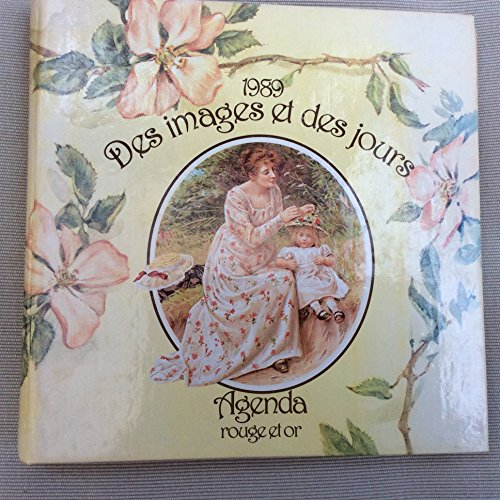 1989
Des images et des jours
Agenda
rouge et or